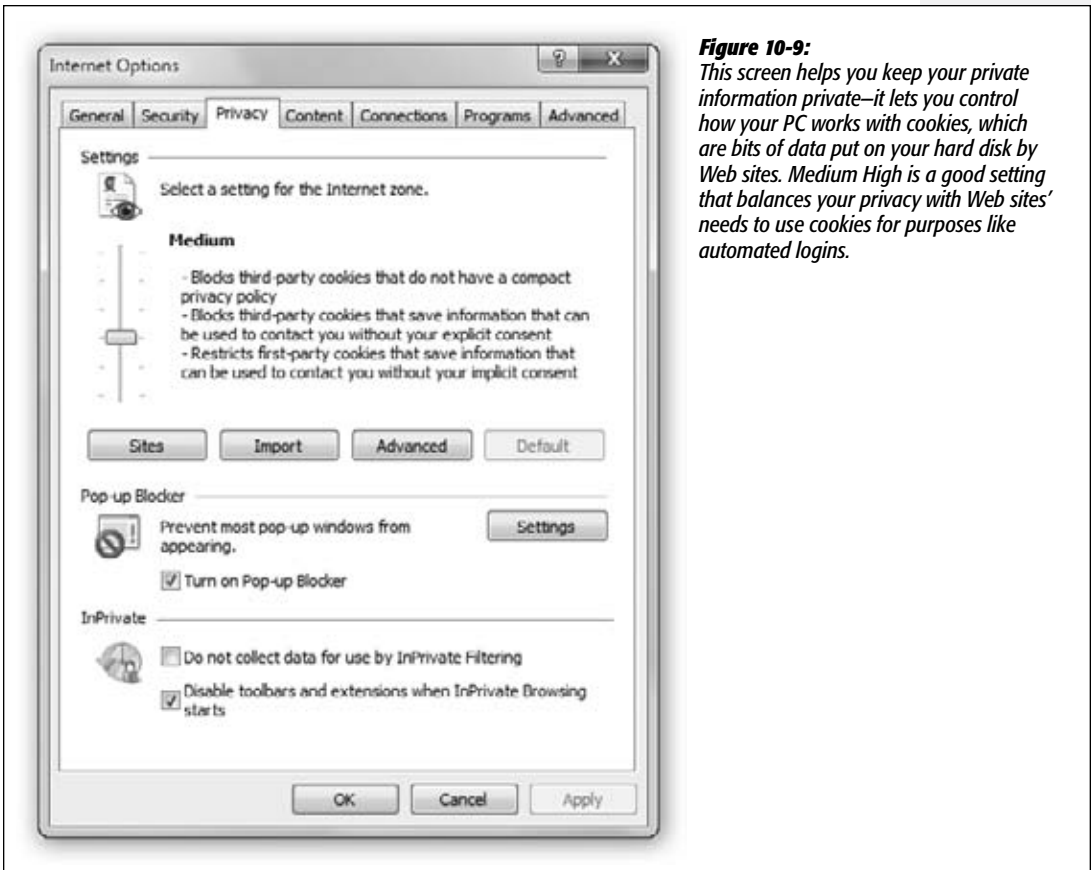 Internet Options
General Security Privacy Content Connections Programs Advanced
Settings
Select a setting for the Internet zone.
Medium
- Blocks third-party cookies that do not have a compact
privacy policy
- Blocks third-party cookies that save information that can
be used to contact you without your explicit consent
- Restricts first-party cookies that save information that
can be used to contact you without your implicit consent
Sites Import Advanced Default
Pop-up Blocker
Prevent most pop-up windows from
appearing.
Settings
Turn on Pop-up Blocker
InPrivate
Do not collect data for use by InPrivate Filtering
Disable toolbars and extensions when InPrivate Browsing
starts
OK Cancel Apply
Figure 10-9:
This screen helps you keep your private
information private—it lets you control
how your PC works with cookies, which
are bits of data put on your hard disk by
Web sites. Medium High is a good setting
that balances your privacy with Web sites'
needs to use cookies for purposes like
automated logins.